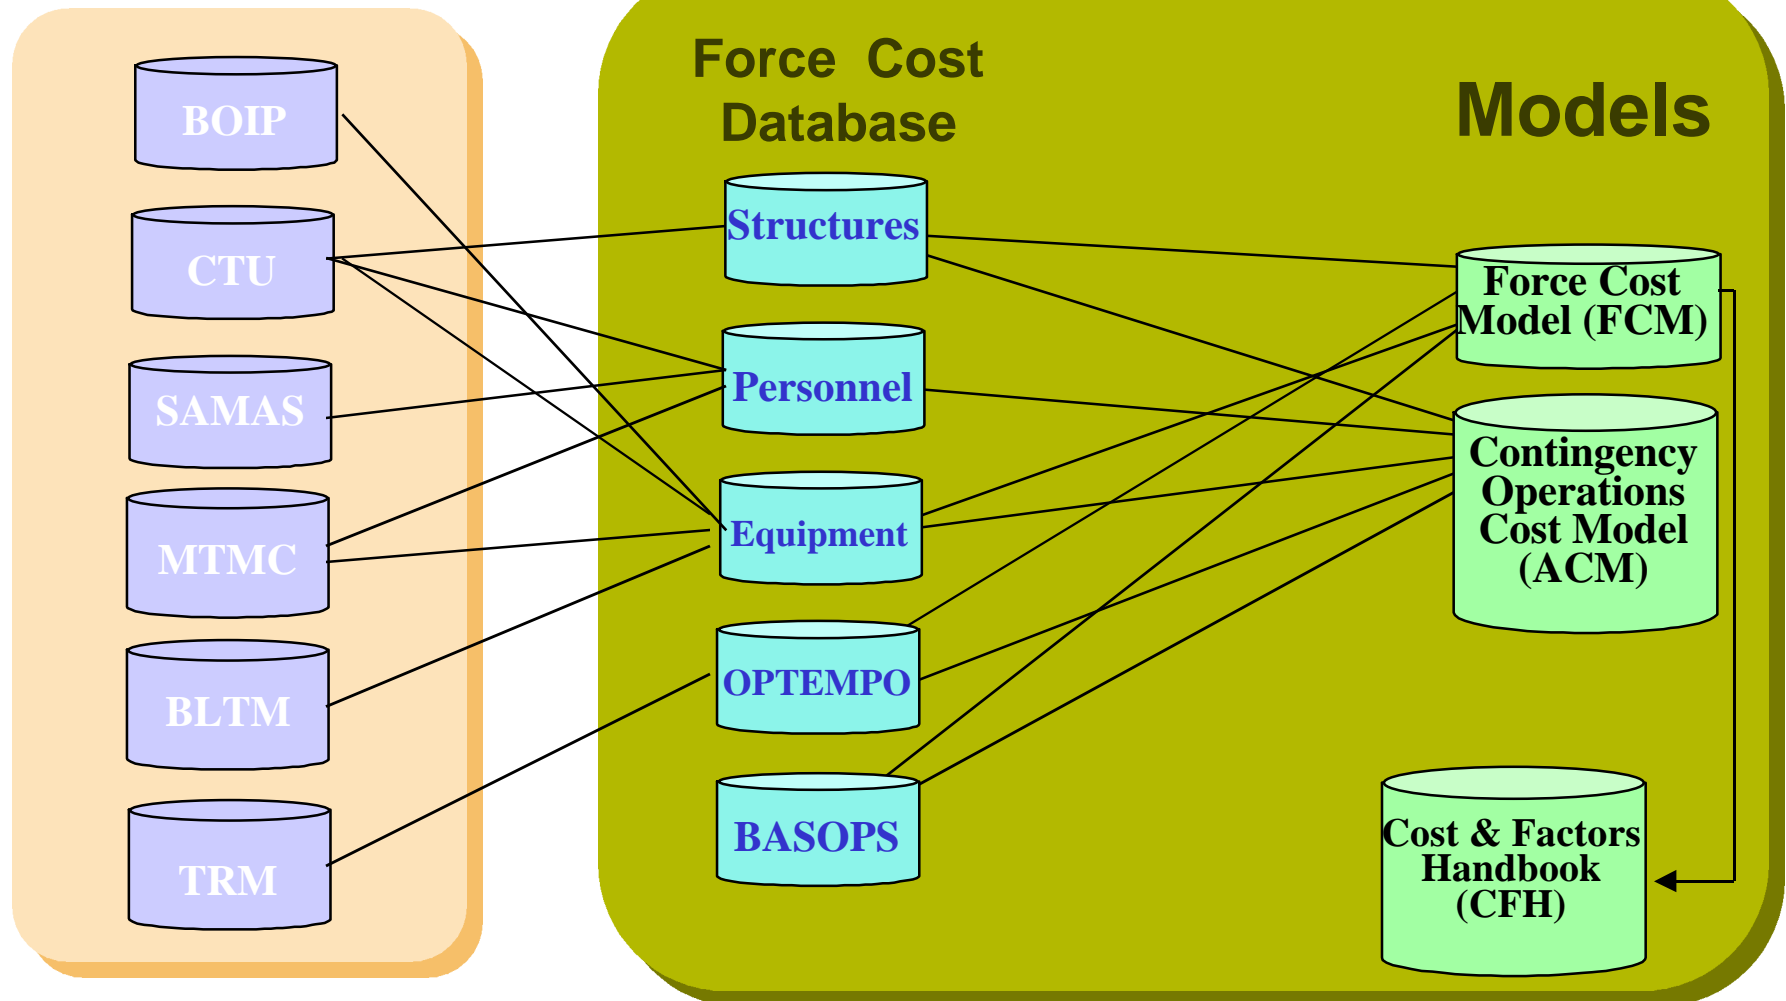 BOIP
CTU
SAMAS
MTMC
BLTM
TRM
Force Cost
Database
Structures
Personnel
Equipment
OPTEMPO
BASOPS
Models
Force Cost
Model (FCM)
Contingency
Operations
Cost Model
(ACM)
Cost & Factors
Handbook
(CFH)